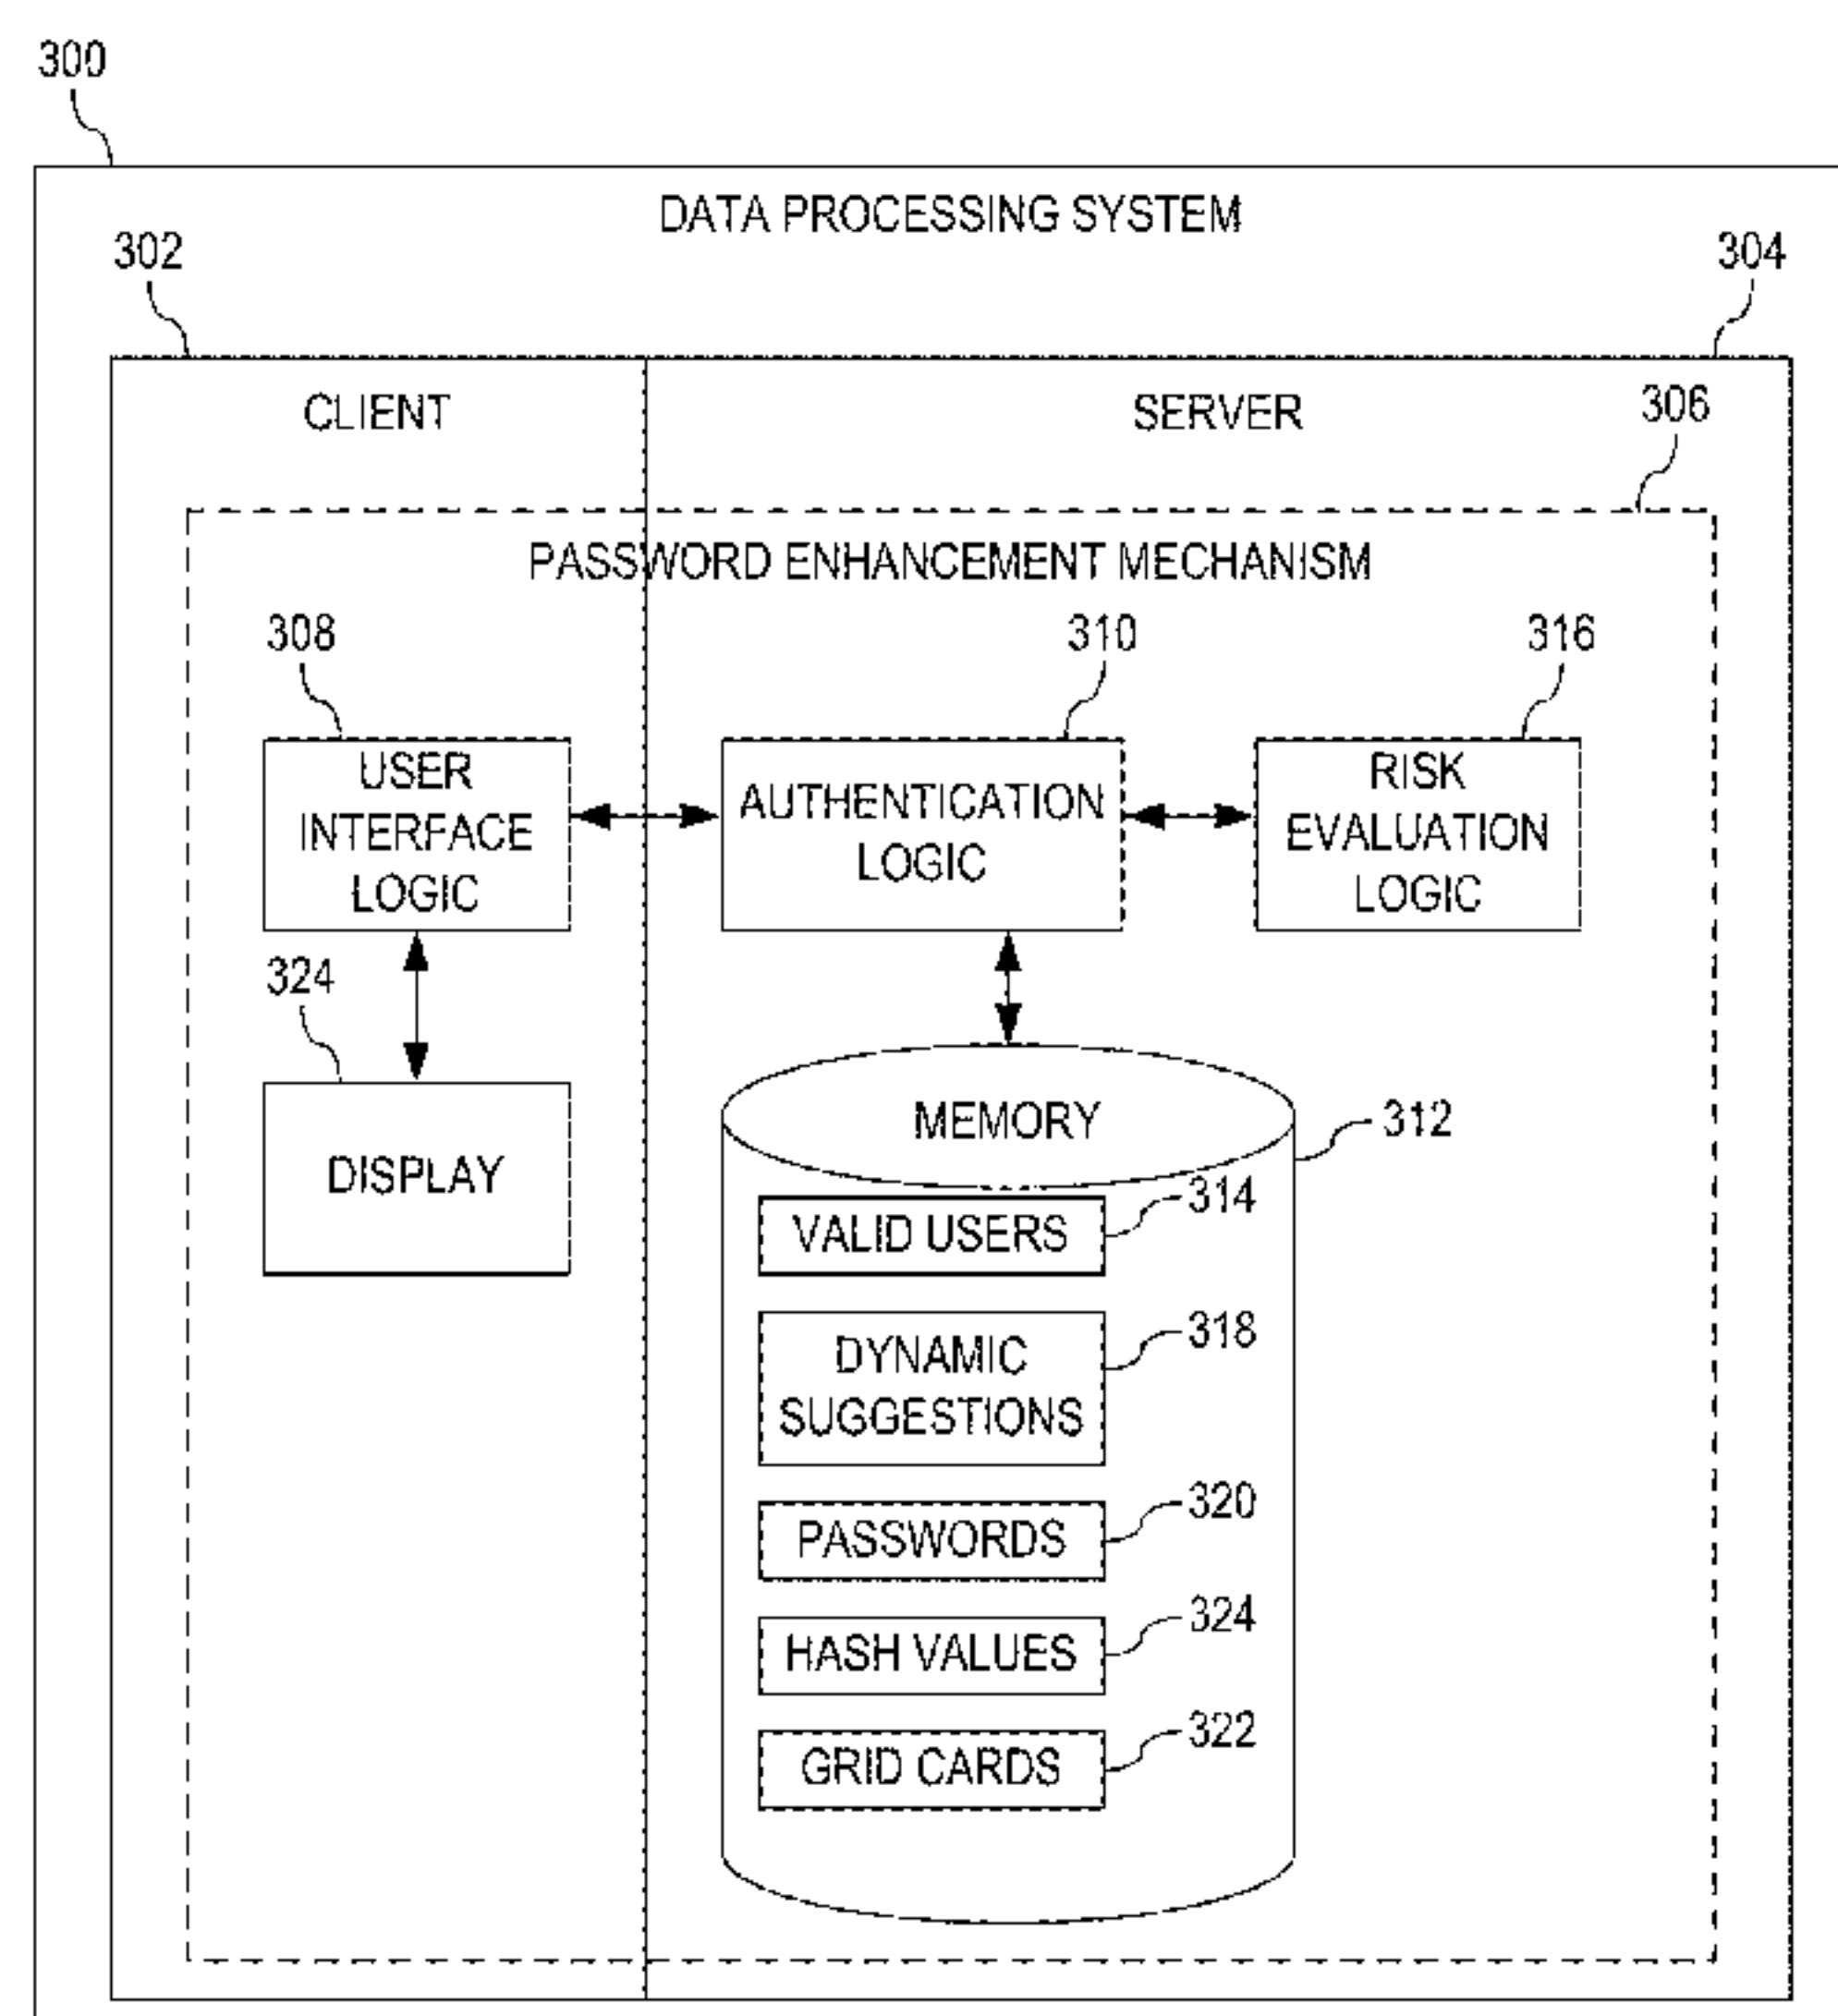 300
DATA PROCESSING SYSTEM
302
304
CLIENT
SERVER
306
PASSWORD ENHANCEMENT MECHANISM
308
310
316
USER
INTERFACE
LOGIC
AUTHENTICATION
LOGIC
RISK
EVALUATION
LOGIC
324
DISPLAY
MEMORY
312
VALID USERS
314
DYNAMIC
SUGGESTIONS
318
PASSWORDS
320
HASH VALUES
324
GRID CARDS
322